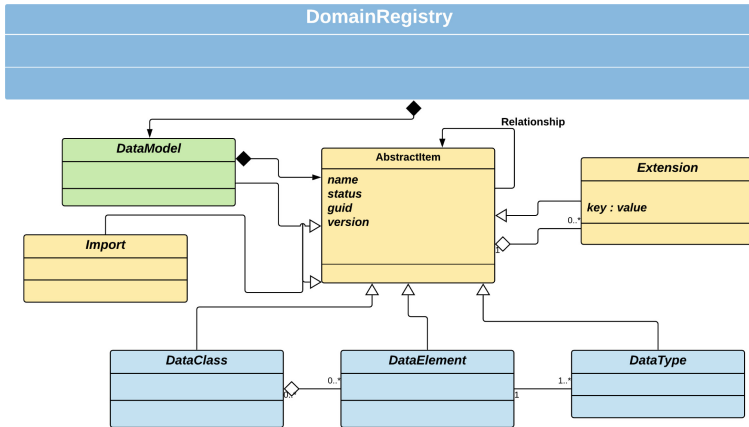 DomainRegistry
Relationship
DataModel
AbstractItem
name
status
guid
version
Extension
key : value
0..*
1
Import
DataClass
DataElement
DataType
0..*
0..*
1
1..*